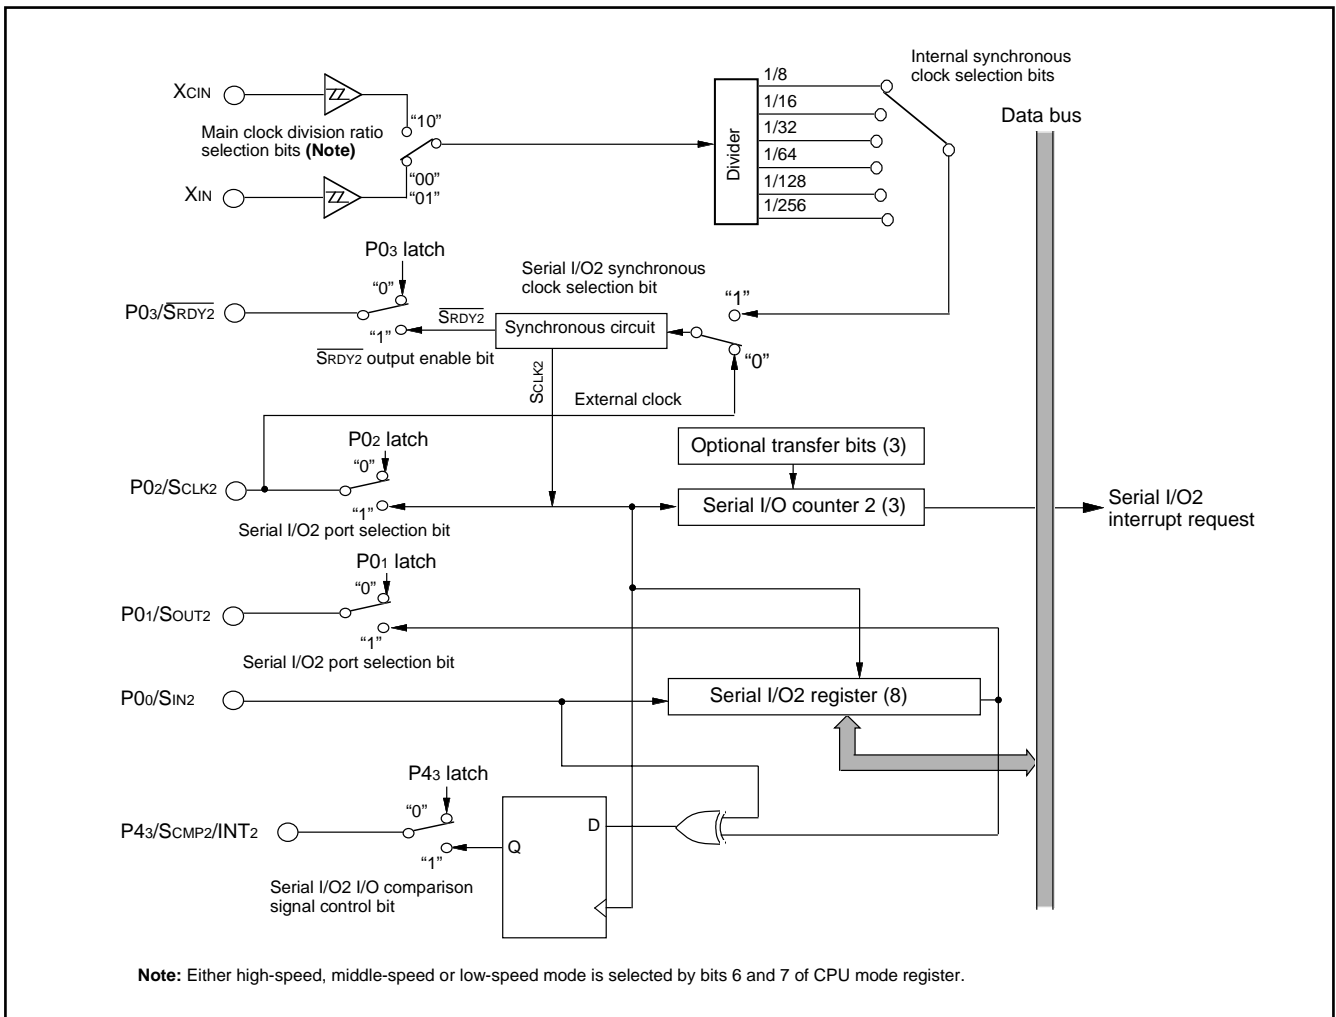 Internal synchronous
clock selection bits
XCIN
"10"
Main clock division ratio
selection bits (Note)
XIN
"00"
"01"
Divider
1/8
1/16
1/32
1/64
1/128
1/256
Data bus
P03 latch
"0"
P03/SRDY2
"1"
SRDY2
SRDY2 output enable bit
Serial I/O2 synchronous
clock selection bit
"1"
Synchronous circuit
"0"
SCLK2
External clock
P02 latch
"0"
P02/SCLK2
"1"
Serial I/O2 port selection bit
Optional transfer bits (3)
Serial I/O counter 2 (3)
Serial I/O2
interrupt request
P01 latch
"0"
P01/SOUT2
"1"
Serial I/O2 port selection bit
P00/SIN2
Serial I/O2 register (8)
P43 latch
"0"
P43/SCMP2/INT2
"1"
D
Q
Serial I/O2 I/O comparison
signal control bit
Note: Either high-speed, middle-speed or low-speed mode is selected by bits 6 and 7 of CPU mode register.